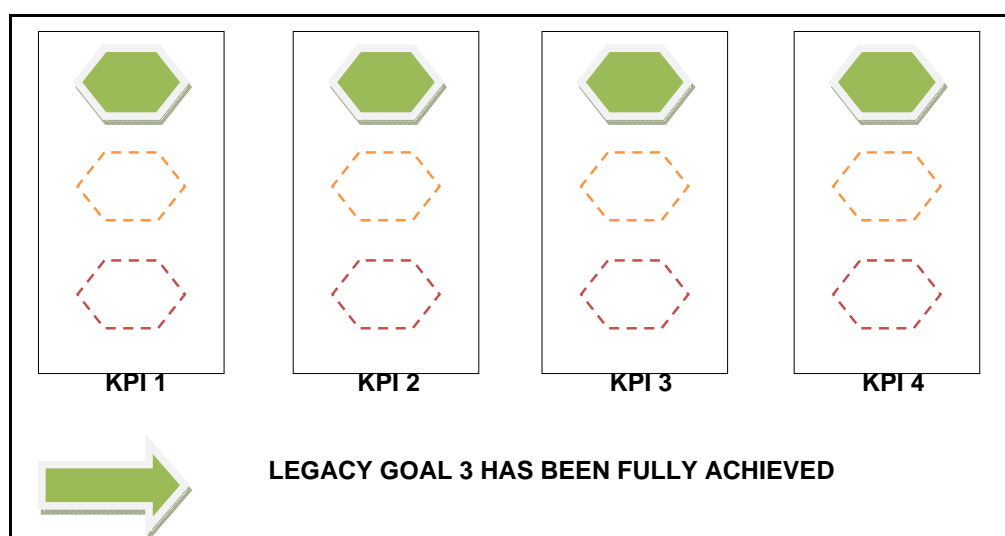 KPI 1
KPI 2
KPI 3
KPI 4
LEGACY GOAL 3 HAS BEEN FULLY ACHIEVED